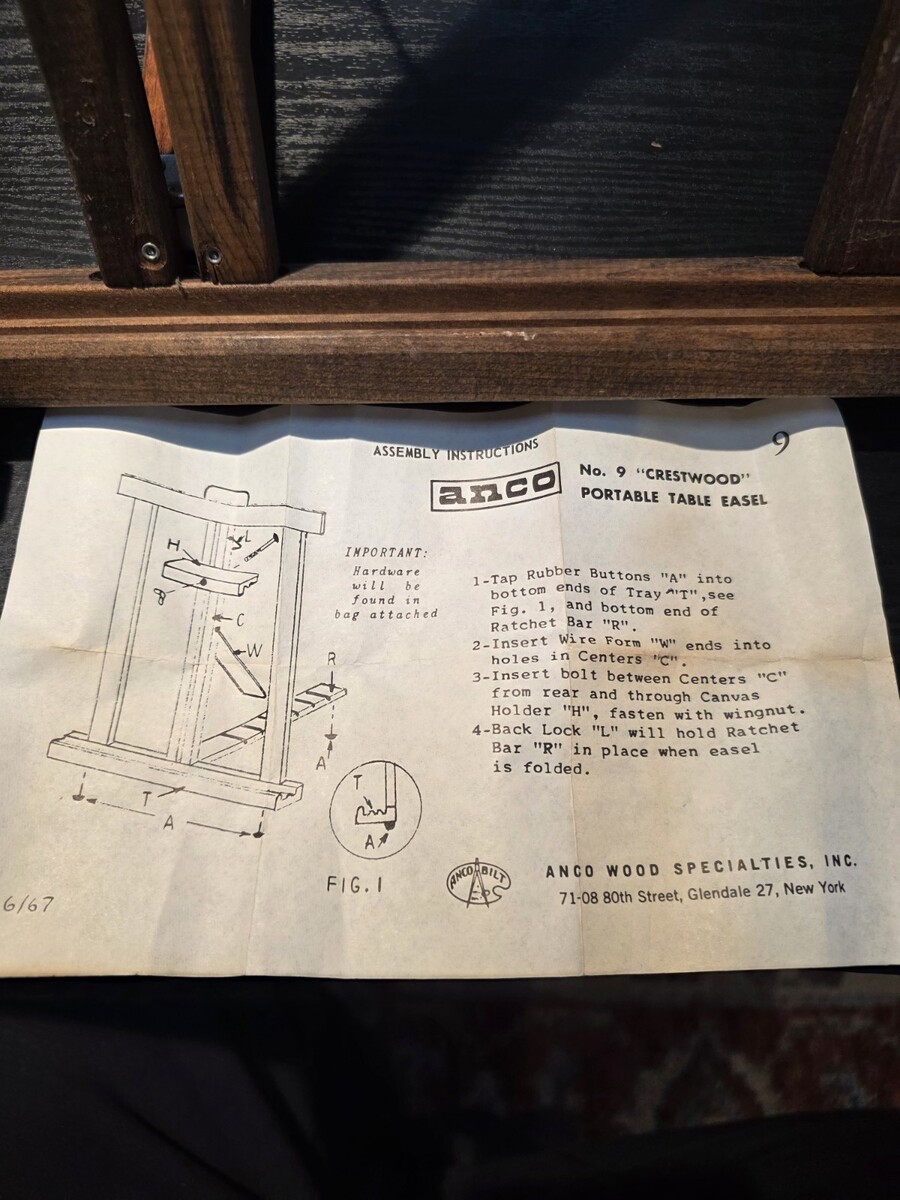 9
ASSEMBLY INSTRUCTIONS
anco
No. 9 "CRESTWOOD"
PORTABLE TABLE EASEL
IMPORTANT:
Hardware
will be
found in
bag attached
1-Tap Rubber Buttons "A" into
bottom ends of Tray "T",see
Fig. 1, and bottom end of
Ratchet Bar "R".
2-Insert Wire Form "W" ends into
holes in Centers "C".
3-Insert bolt between Centers "C"
from rear and through Canvas
Holder "H", fasten with wingnut.
4-Back Lock "L" will hold Ratchet
Bar "R" in place when easel
is folded.
L
H
C
W
R
A
T
A
T
A
FIG. 1
ANCO BILT
ANCO WOOD SPECIALTIES, INC.
71-08 80th Street, Glendale 27, New York
6/67